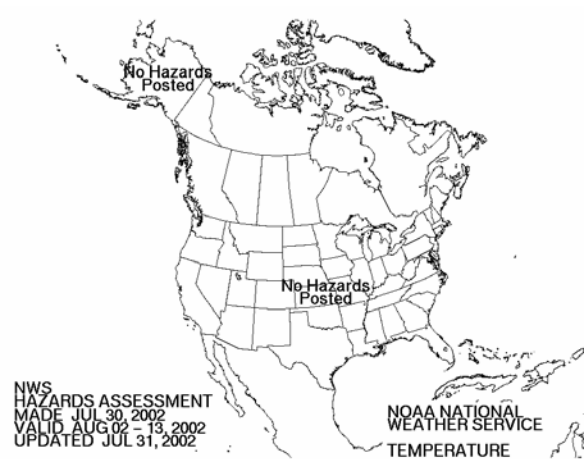 No Hazards
Posted
No Hazards
Posted
NWS
HAZARDS ASSESSMENT
MADE JUL 30, 2002
VALID AUG 02 - 13, 2002
UPDATED JUL 31, 2002
NOAA NATIONAL
WEATHER SERVICE
TEMPERATURE